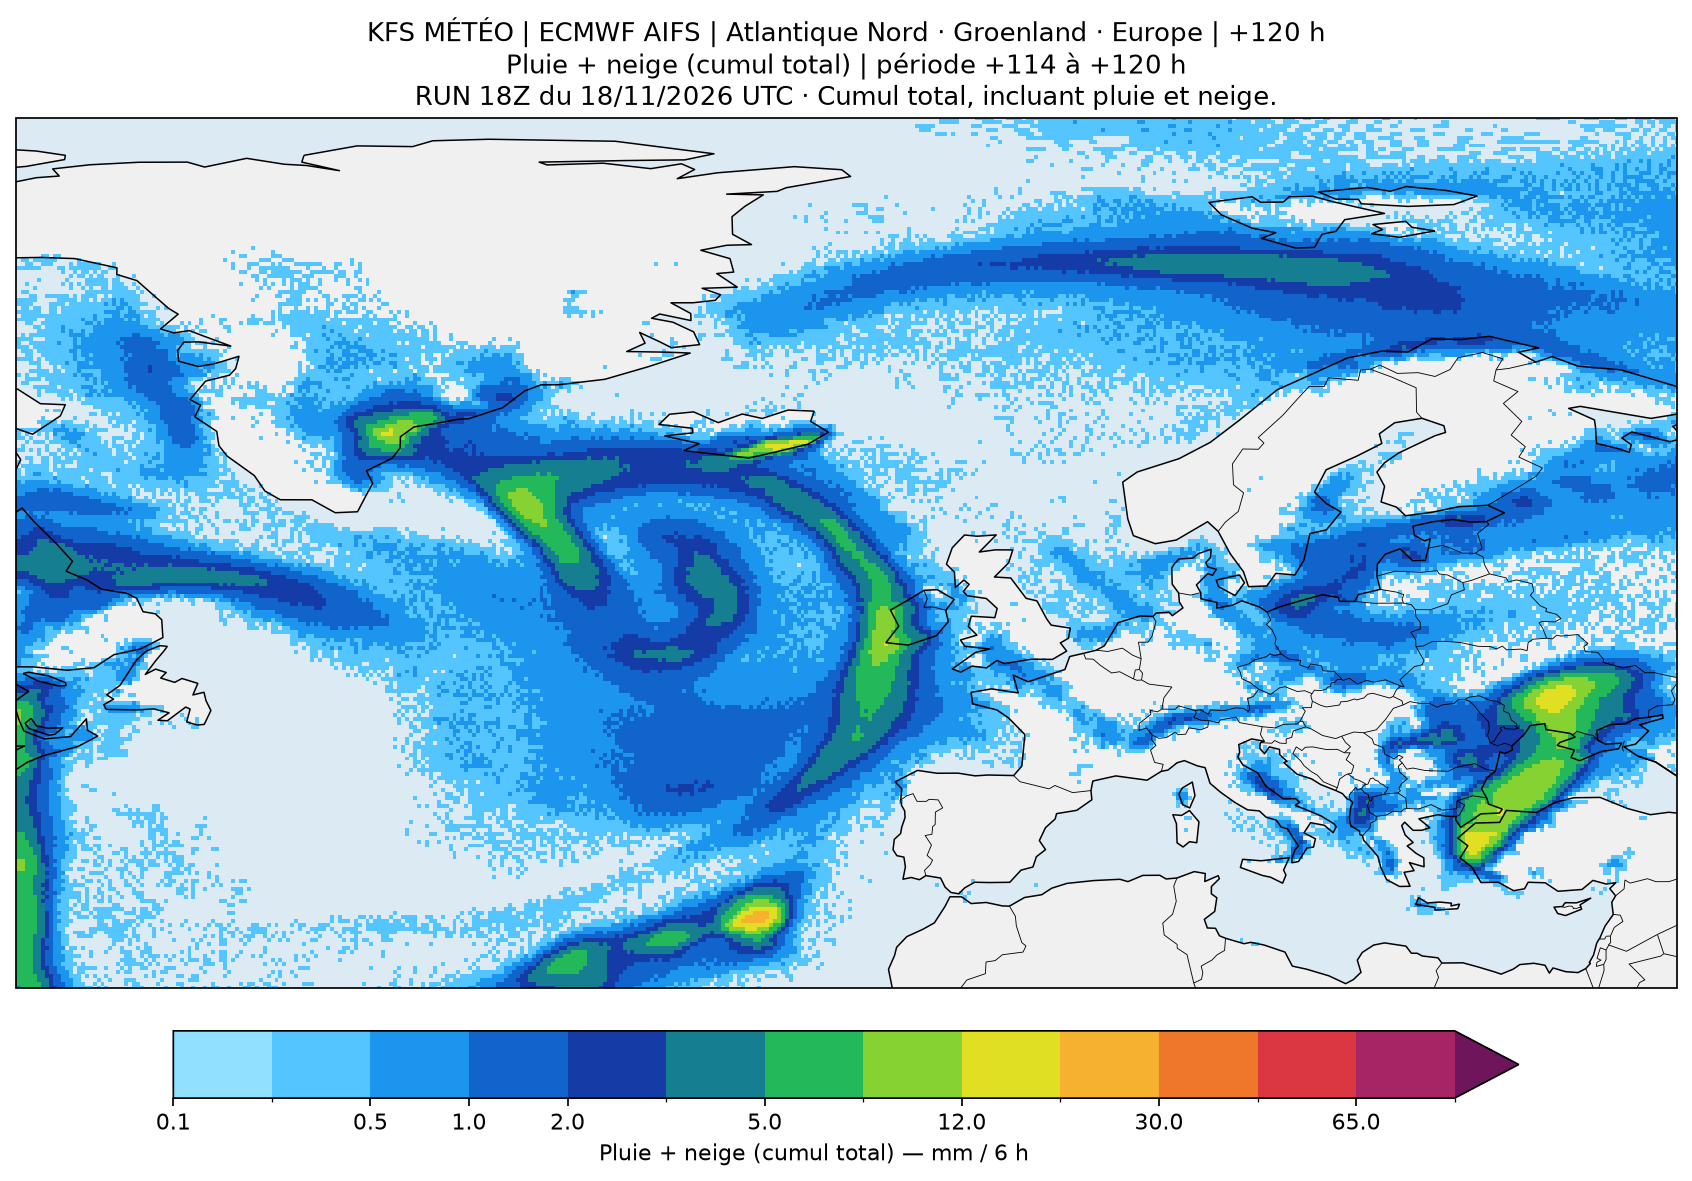 KFS MÉTÉO | ECMWF AIFS | Atlantique Nord · Groenland · Europe | +120 h
Pluie + neige (cumul total) | période +114 à +120 h
RUN 18Z du 18/11/2026 UTC · Cumul total, incluant pluie et neige.
0.1 0.5 1.0 2.0 5.0 12.0 30.0 65.0
Pluie + neige (cumul total) — mm / 6 h